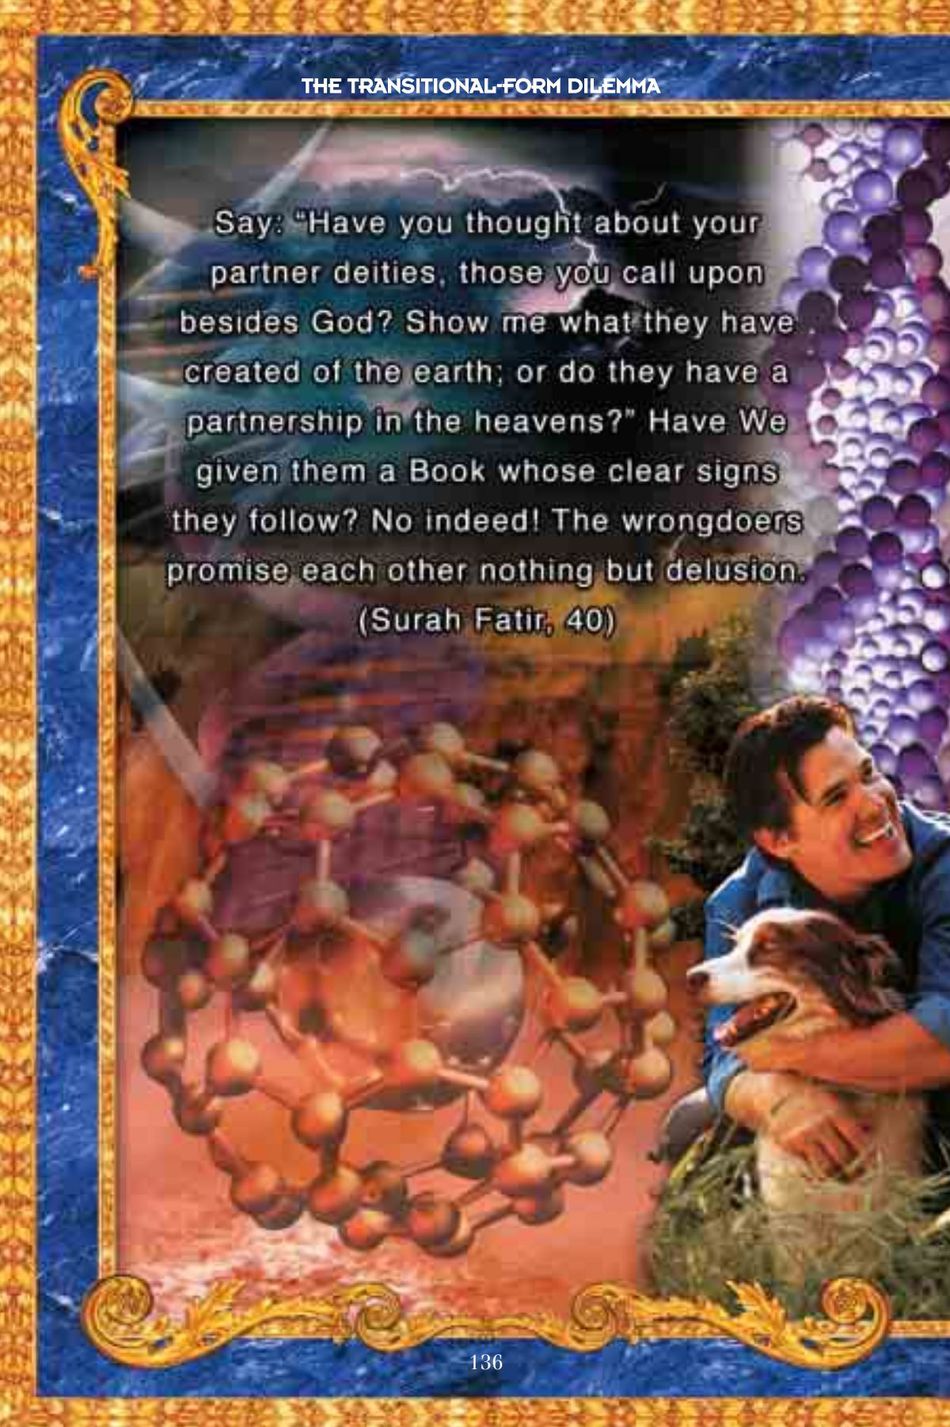 THE TRANSITIONAL-FORM DILEMMA
Say: “Have you thought about your
partner deities, those you call upon
besides God? Show me what they have
created of the earth; or do they have a
partnership in the heavens?” Have We
given them a Book whose clear signs
they follow? No indeed! The wrongdoers
promise each other nothing but delusion.
(Surah Fatir, 40)
136